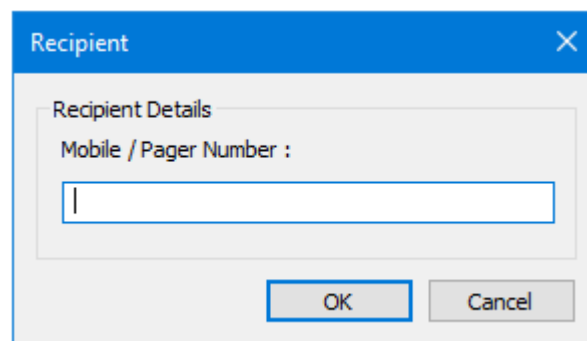 Recipient
Recipient Details
Mobile / Pager Number :
OK
Cancel